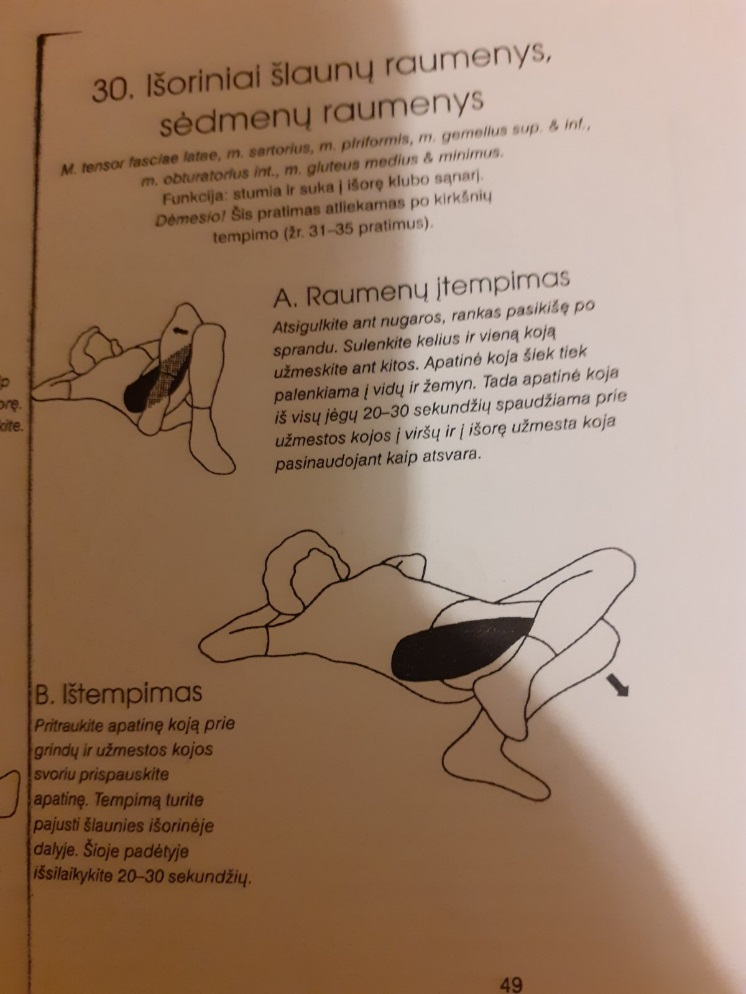 30. Išoriniai šlaunų raumenys,
sėdmenų raumenys
M. tensor fasciae latae, m. sartorius, m. piriformis, m. gemellus sup. & inf.,
m. obturatorius int., m. gluteus medius & minimus.
Funkcija: stumia ir suka į išorę klubo sąnarį.
Dėmesio! Šis pratimas atliekamas po kirkšnių
tempimo (žr. 31–35 pratimus).
A. Raumenų įtempimas
Atsigulkite ant nugaros, rankas pasikišę po
sprandu. Sulenkite kelius ir vieną koją
užmeskite ant kitos. Apatinė koja šiek tiek
palenkiama į vidų ir žemyn. Tada apatinė koja
iš visų jėgų 20–30 sekundžių spaudžiama prie
užmestos kojos į viršų ir į išorę užmesta koja
pasinaudojant kaip atsvara.
B. Ištempimas
Pritraukite apatinę koją prie
grindų ir užmestos kojos
svoriu prispauskite
apatinę. Tempimą turite
pajusti šlaunies išorinėje
dalyje. Šioje padėtyje
išsilaikykite 20–30 sekundžių.
49